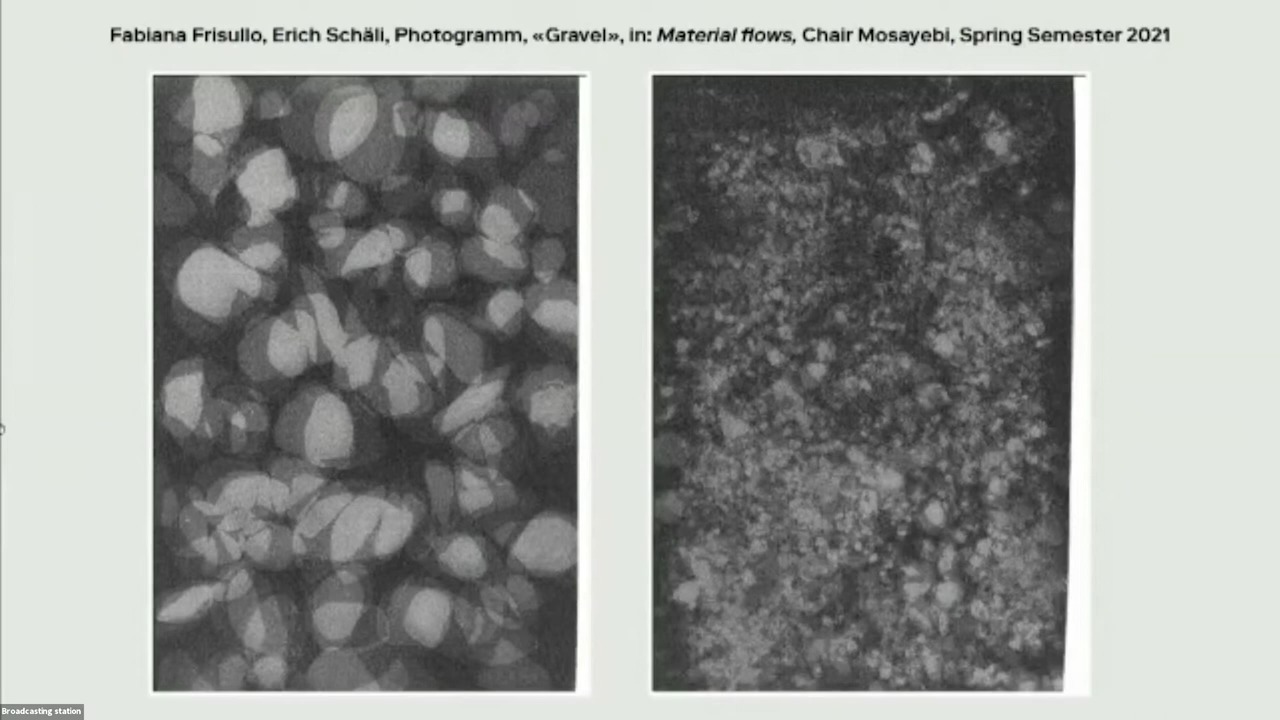 Fabiana Frisullo, Erich Schäli, Photogramm, «Gravel», in: Material flows, Chair Mosayebi, Spring Semester 2021
Broadcasting station